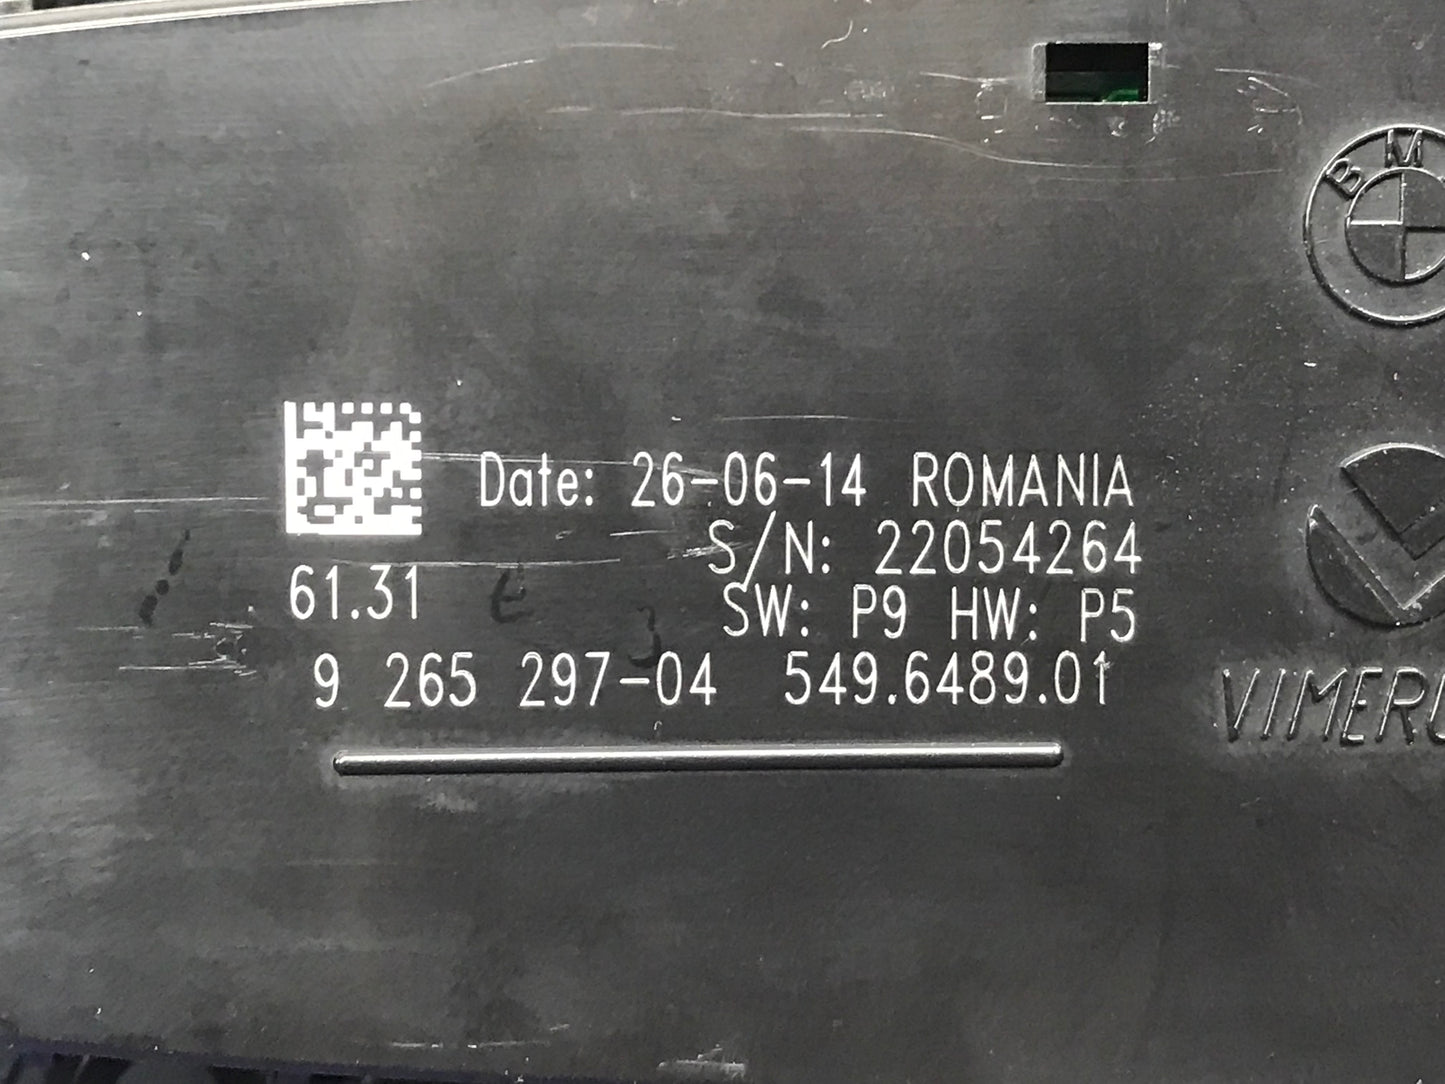 BM
Date: 26-06-14 ROMANIA
S/N: 22054264
61.31
SW: P9 HW: P5
9 265 297-04 549.6489.01